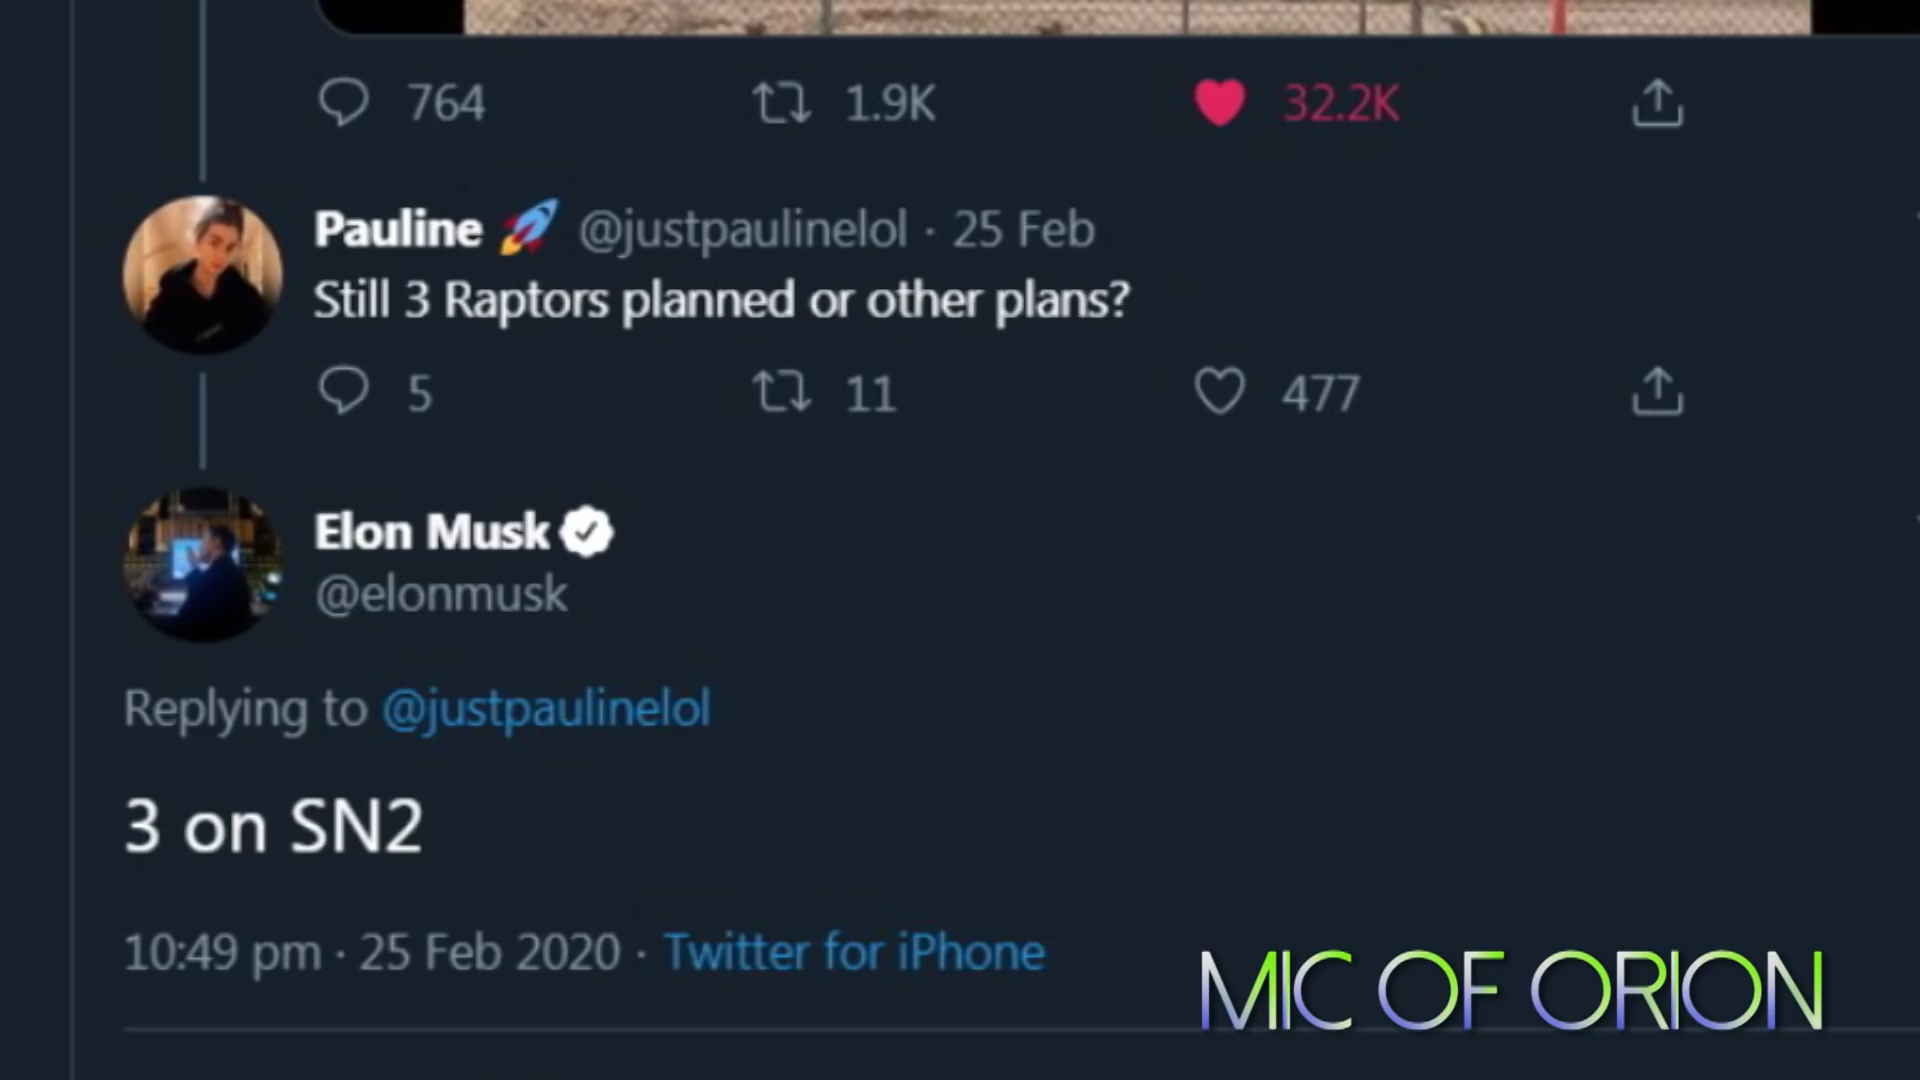 764 1.9K 32.2K
Pauline 🚀 @justpaulinelol · 25 Feb
Still 3 Raptors planned or other plans?
5 11 477
Elon Musk
@elonmusk
Replying to @justpaulinelol
3 on SN2
10:49 pm · 25 Feb 2020 · Twitter for iPhone
MIC OF ORION